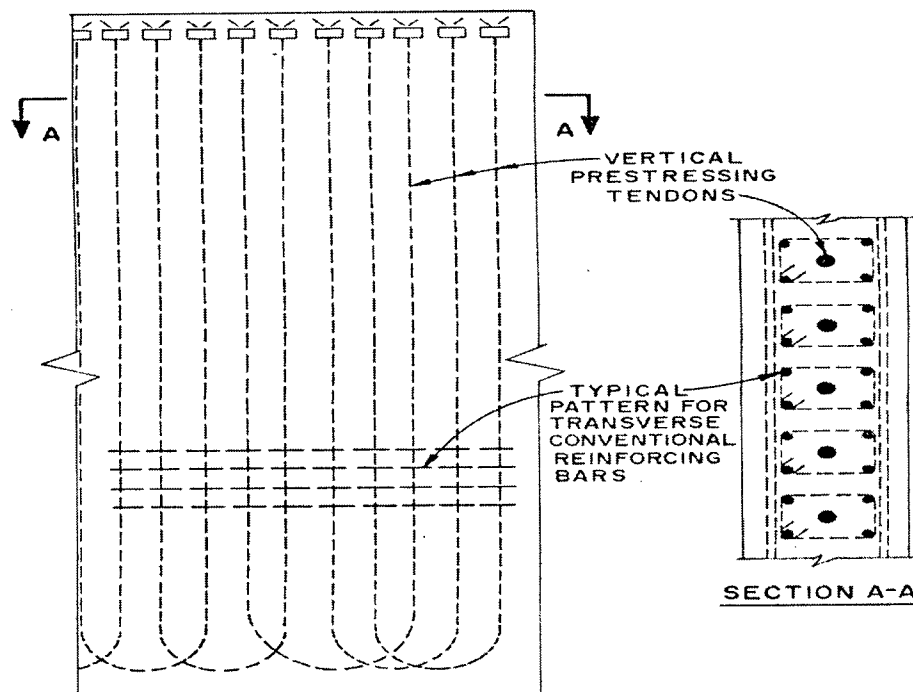 A
A
VERTICAL
PRESTRESSING
TENDONS
TYPICAL
PATTERN FOR
TRANSVERSE
CONVENTIONAL
REINFORCING
BARS
SECTION A-A